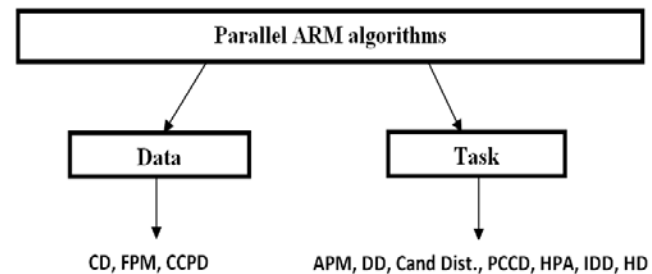 Parallel ARM algorithms
Data
Task
CD, FPM, CCPD
APM, DD, Cand Dist., PCCD, HPA, IDD, HD